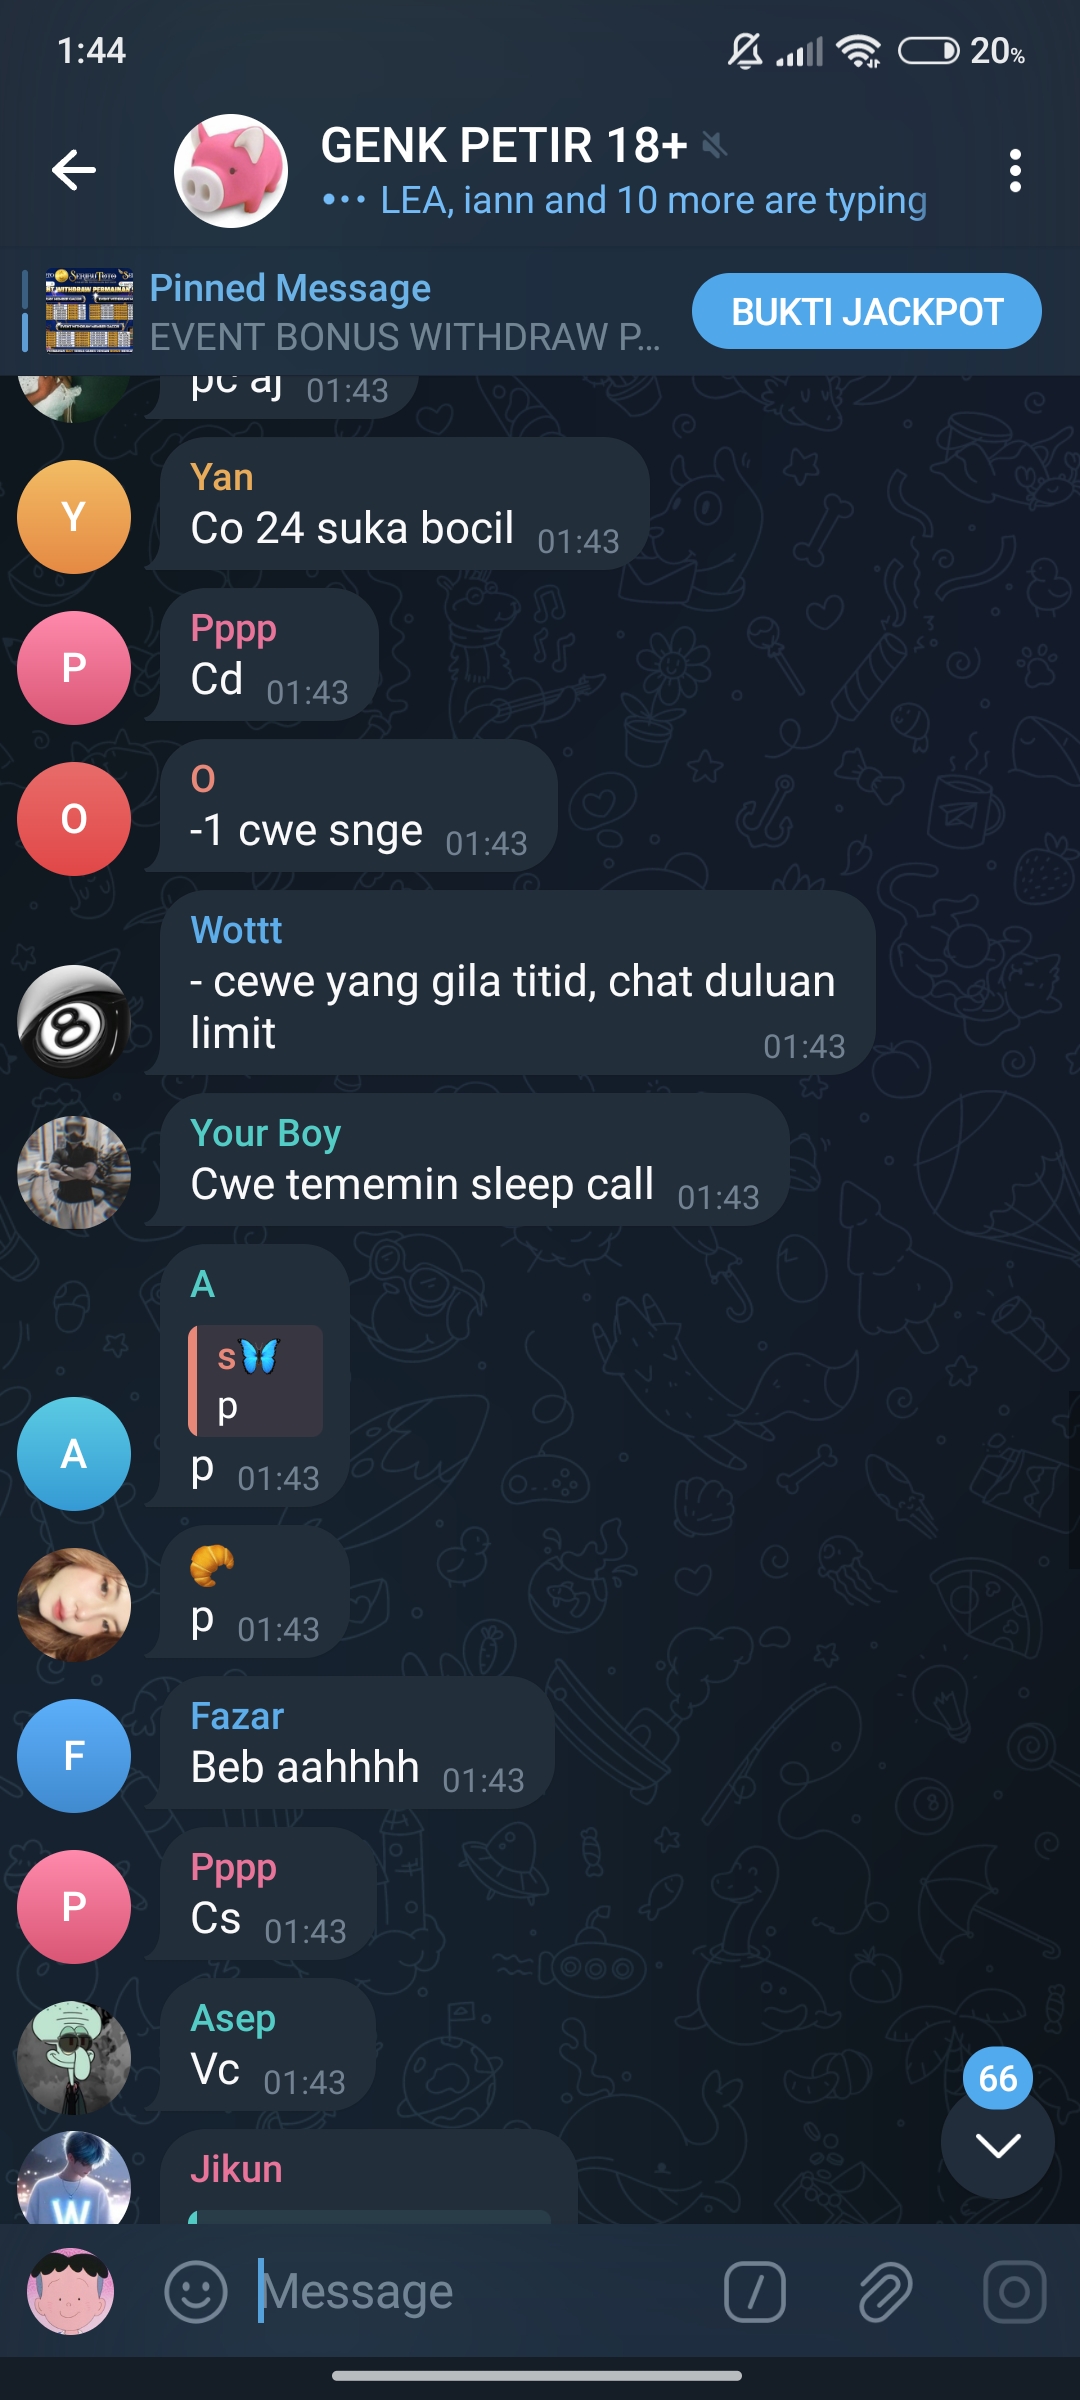 1:44
20%
GENK PETIR 18+
LEA, iann and 10 more are typing
Pinned Message
EVENT BONUS WITHDRAW P...
BUKTI JACKPOT
pc aj 01:43
Y
Yan
Co 24 suka bocil 01:43
P
Pppp
Cd 01:43
O
O
-1 cwe snge 01:43
Wottt
- cewe yang gila titid, chat duluan
limit 01:43
8
Your Boy
Cwe tememin sleep call 01:43
A
s🦋
p
p 01:43
A
🥐
p 01:43
F
Fazar
Beb aahhhh 01:43
P
Pppp
Cs 01:43
Asep
Vc 01:43
66
Jikun
W
Message